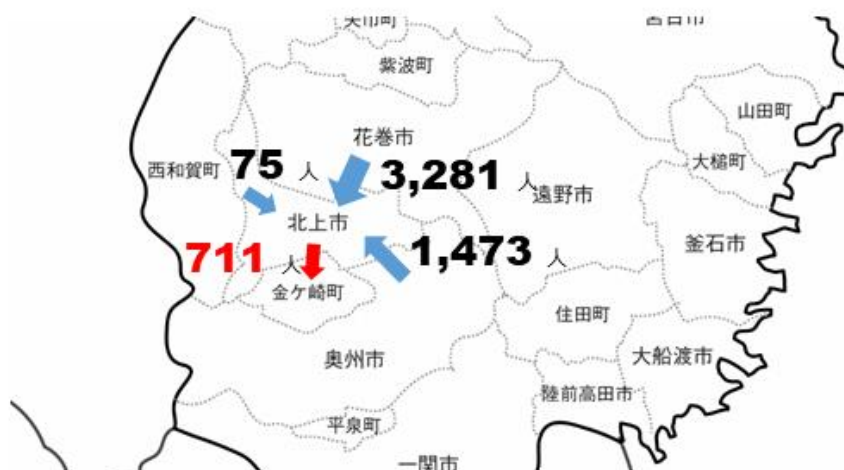 紫波町
花巻市
山田町
大槌町
西和賀町
75 人
3,281 人
遠野市
北上市
釜石市
711 人
1,473 人
金ケ崎町
住田町
奥州市
大船渡市
陸前高田市
平泉町
一関市